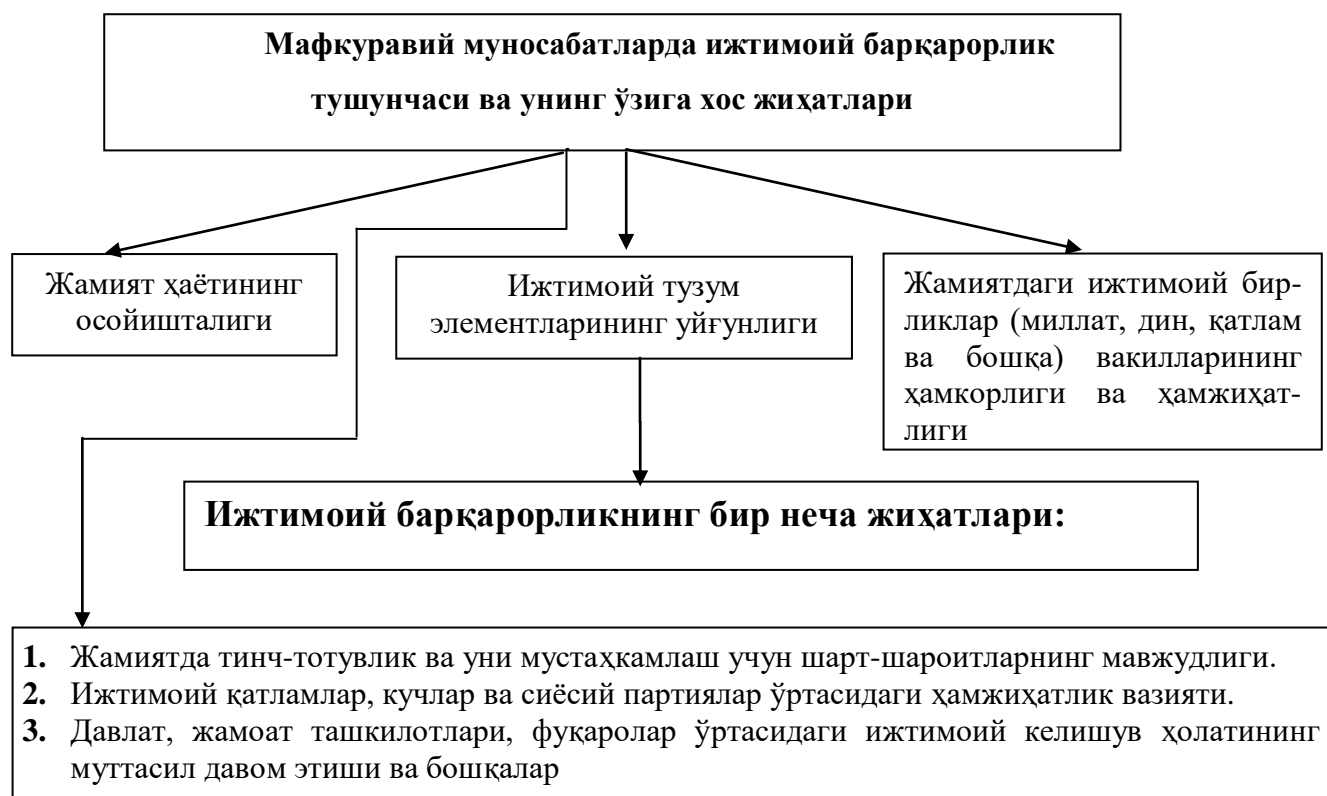 Мафкуравий муносабатларда ижтимоий барқарорлик
тушунчаси ва унинг ўзига хос жиҳатлари
Жамият ҳаётининг
осойишталиги
Ижтимоий тузум
элементларининг уйғунлиги
Жамиятдаги ижтимоий бир-
ликлар (миллат, дин, қатлам
ва бошқа) вакилларининг
ҳамкорлиги ва ҳамжиҳат-
лиги
Ижтимоий барқарорликнинг бир неча жиҳатлари:
1. Жамиятда тинч-тотувлик ва уни мустаҳкамлаш учун шарт-шароитларнинг мавжудлиги.
2. Ижтимоий қатламлар, кучлар ва сиёсий партиялар ўртасидаги ҳамжиҳатлик вазияти.
3. Давлат, жамоат ташкилотлари, фуқаролар ўртасидаги ижтимоий келишув ҳолатининг
муттасил давом этиши ва бошқалар